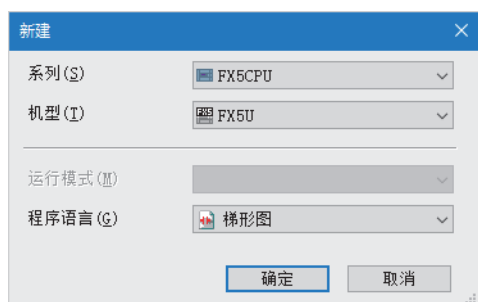 新建
系列(S) FX5CPU
机型(T) FX5U
运行模式(M)
程序语言(G) 梯形图
确定 取消